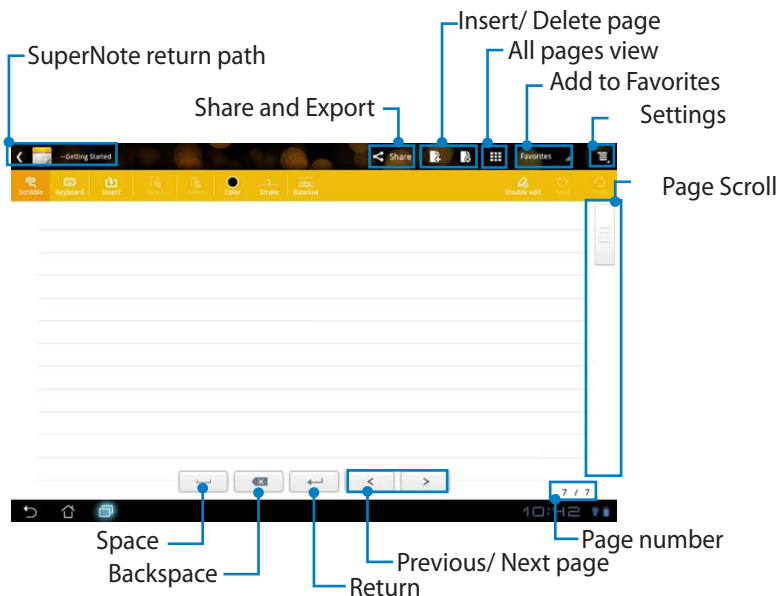 Insert/ Delete page
SuperNote return path
All pages view
Add to Favorites
Share and Export
Settings
--Getting Started
Share
Favorites
Scribble Keyboard Insert Color Stroke Baseline Disable edit
Page Scroll
7 / 7
10:42
Space
Page number
Previous/ Next page
Backspace
Return